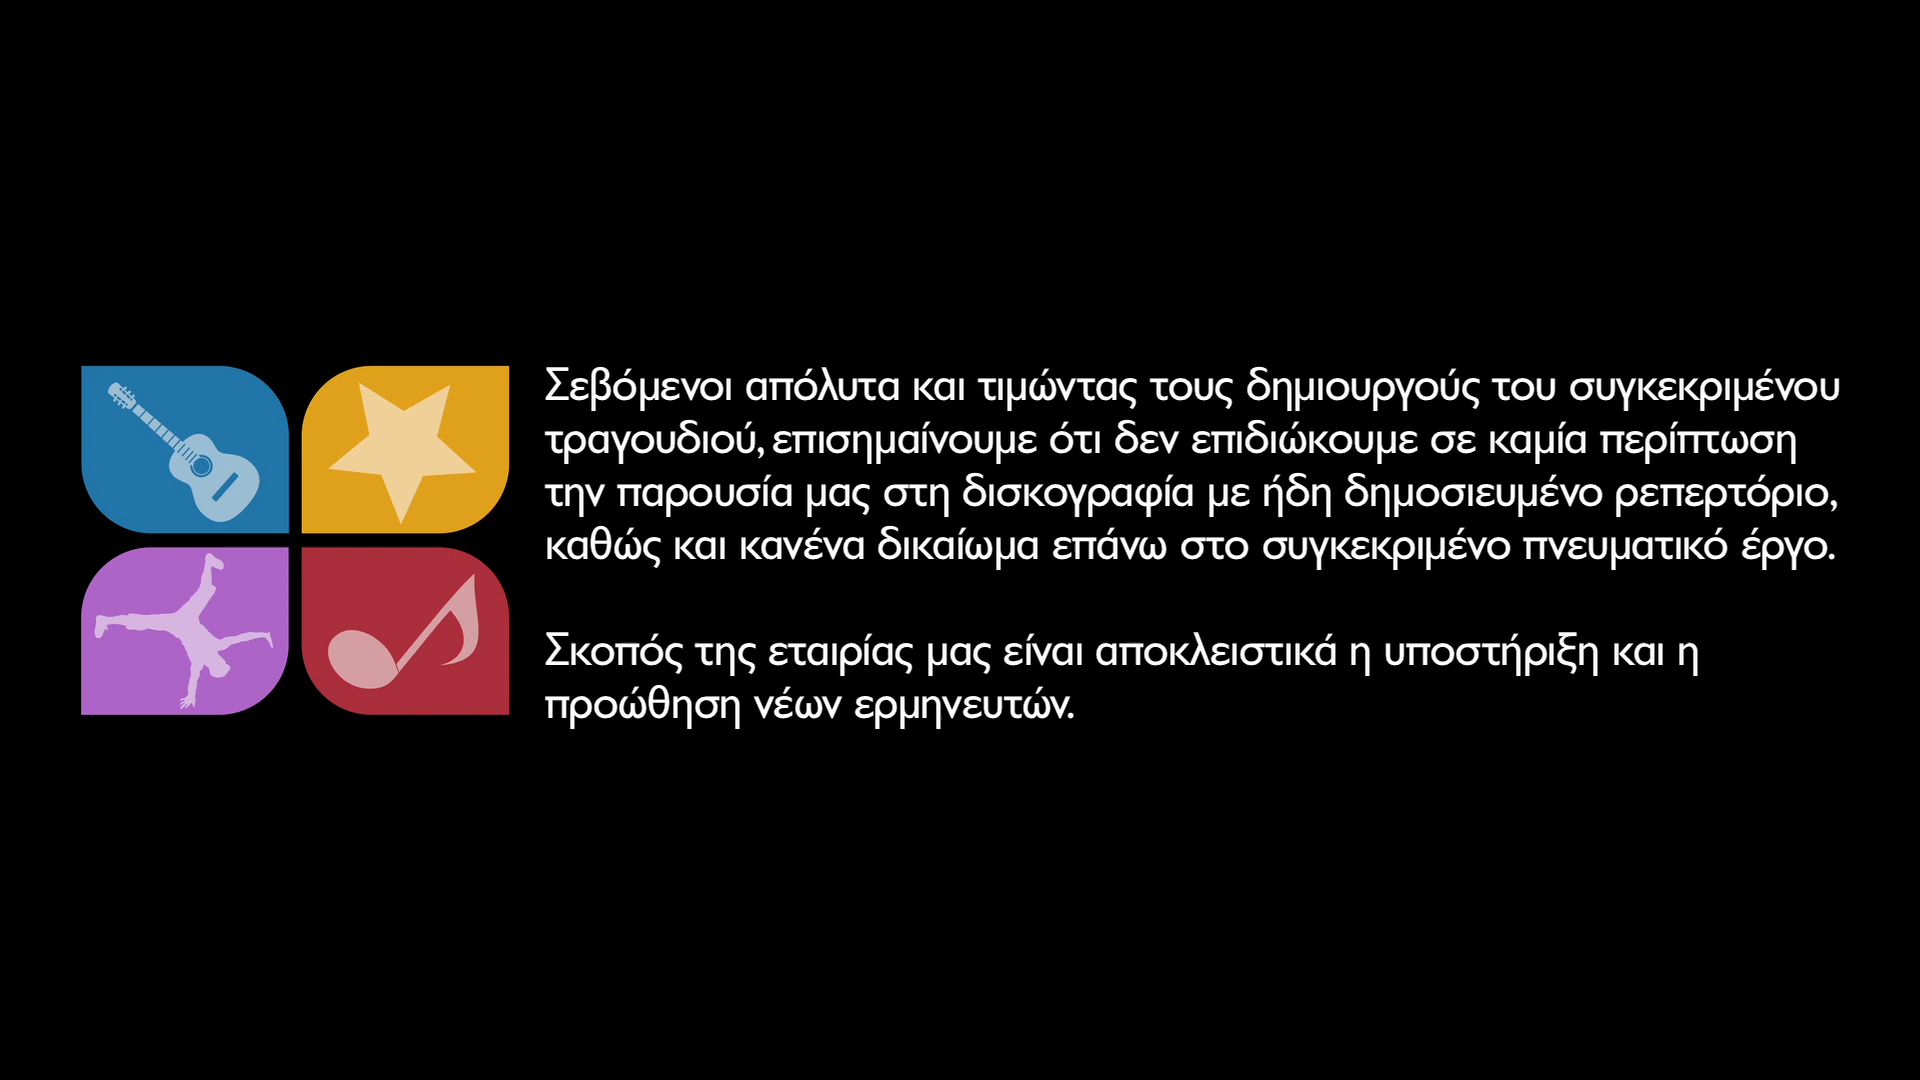 Σεβόμενοι απόλυτα και τιμώντας τους δημιουργούς του συγκεκριμένου
τραγουδιού, επισημαίνουμε ότι δεν επιδιώκουμε σε καμία περίπτωση
την παρουσία μας στη δισκογραφία με ήδη δημοσιευμένο ρεπερτόριο,
καθώς και κανένα δικαίωμα επάνω στο συγκεκριμένο πνευματικό έργο.
Σκοπός της εταιρίας μας είναι αποκλειστικά η υποστήριξη και η
προώθηση νέων ερμηνευτών.